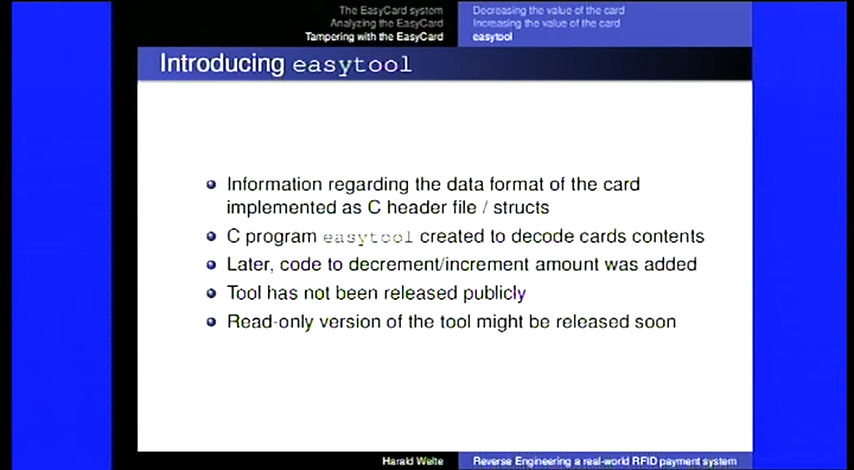 The EasyCard system
Analyzing the EasyCard
Tampering with the EasyCard
Decreasing the value of the card
Increasing the value of the card
easytool
Introducing easytool
Information regarding the data format of the card
implemented as C header file / structs
C program easytool created to decode cards contents
Later, code to decrement/increment amount was added
Tool has not been released publicly
Read-only version of the tool might be released soon
Harald Welte
Reverse Engineering a real-world RFID payment system